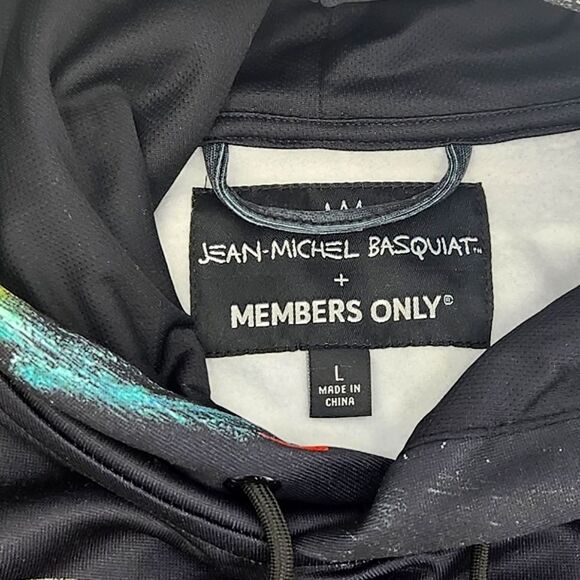 JEAN-MICHEL BASQUIAT™
+
MEMBERS ONLY®
L
MADE IN
CHINA